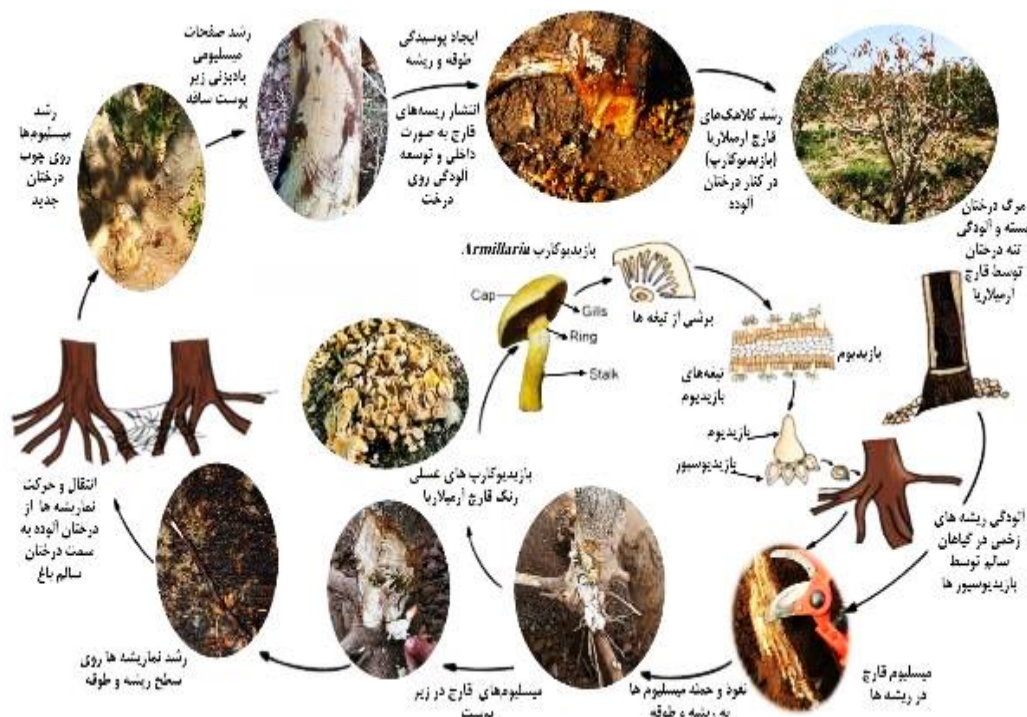 رشد
میسلیوم‌ها
روی چوب
درختان
جدید
رشد صفحات
میسلیومی
بادبزنی زیر
پوست ساقه
ایجاد پوسیدگی
طوقه و ریشه
انتشار ریسه‌های
قارچ به صورت
داخلی و توسعه
آلودگی روی
درخت
رشد کلاهک‌های
قارچ آرمیلاریا
(بازیدیوکارپ)
در کنار درختان
آلوده
مرگ درختان
پسته و آلودگی
تنه درختان
توسط قارچ
آرمیلاریا
بازیدیوکارپ Armillaria
Cap
Gills
Ring
Stalk
برشی از تیغه ها
بازیدیوم
تیغه‌های
بازیدیوم
بازیدیوم
بازیدیوسپور
آلودگی ریشه های
زخمی در گیاهان
سالم توسط
بازیدیوسپور ها
میسلیوم قارچ
در ریشه ها
نفوذ و حمله میسلیوم ها
به ریشه و طوقه
میسلیوم‌های قارچ در زیر
پوست
بازیدیوکارپ های عسلی
رنگ قارچ آرمیلاریا
رشد نماریشه ها روی
سطح ریشه و طوقه
انتقال و حرکت
نماریشه ها از
درختان آلوده به
سمت درختان
سالم باغ